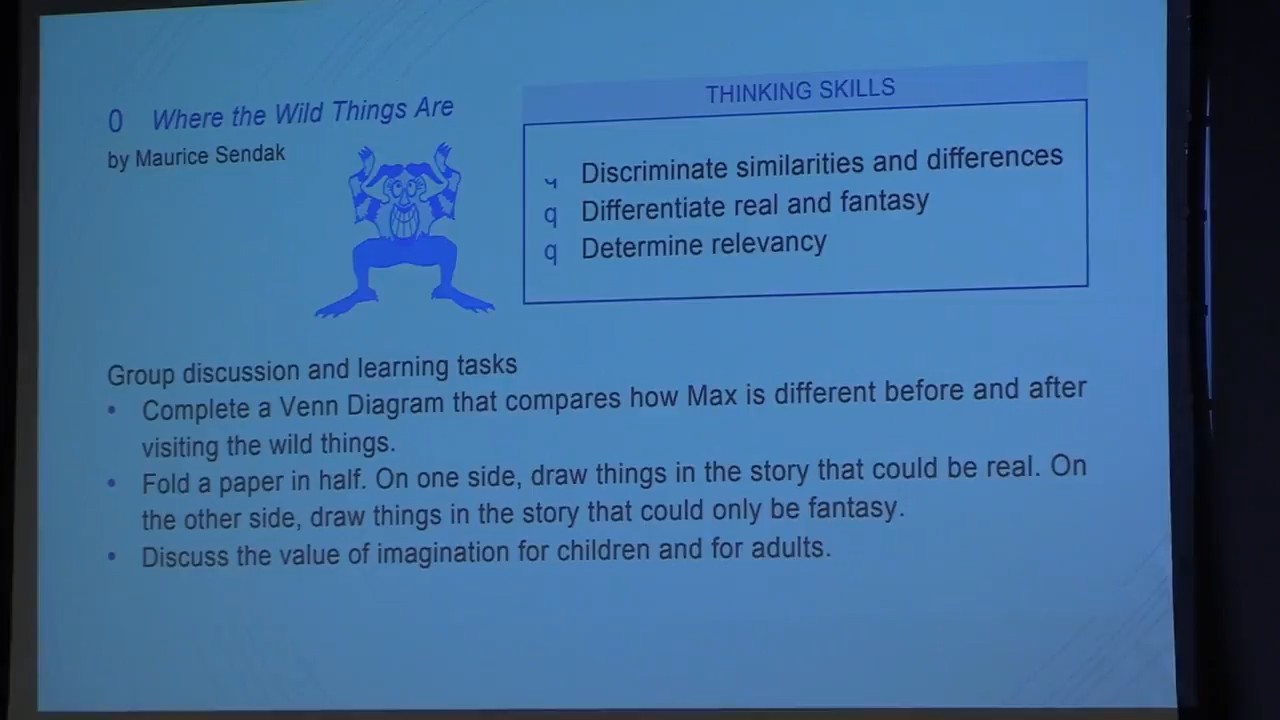 0 Where the Wild Things Are
by Maurice Sendak
THINKING SKILLS
Discriminate similarities and differences
q Differentiate real and fantasy
q Determine relevancy
Group discussion and learning tasks
• Complete a Venn Diagram that compares how Max is different before and after
visiting the wild things.
• Fold a paper in half. On one side, draw things in the story that could be real. On
the other side, draw things in the story that could only be fantasy.
• Discuss the value of imagination for children and for adults.